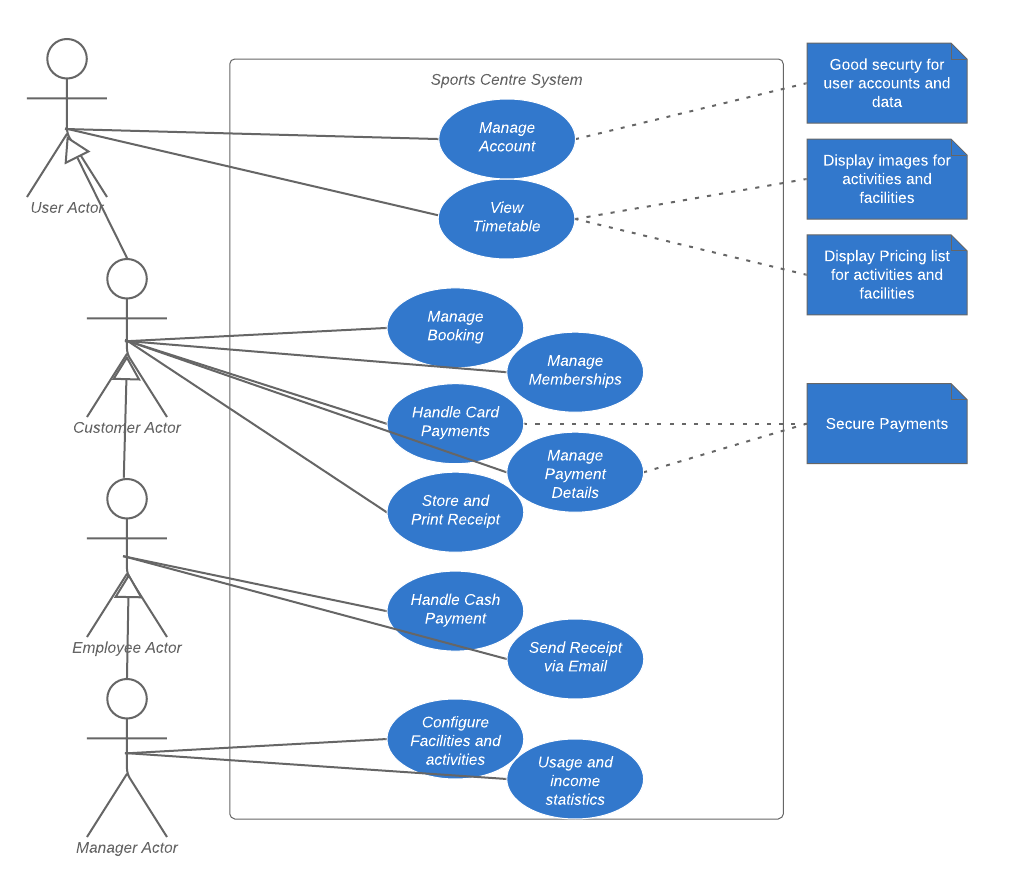 Sports Centre System
Good securty for
user accounts and
data
Manage
Account
Display images for
activities and
facilities
View
Timetable
User Actor
Display Pricing list
for activities and
facilities
Manage
Booking
Manage
Memberships
Handle Card
Payments
Secure Payments
Customer Actor
Manage
Payment
Details
Store and
Print Receipt
Handle Cash
Payment
Send Receipt
via Email
Employee Actor
Configure
Facilities and
activities
Usage and
income
statistics
Manager Actor